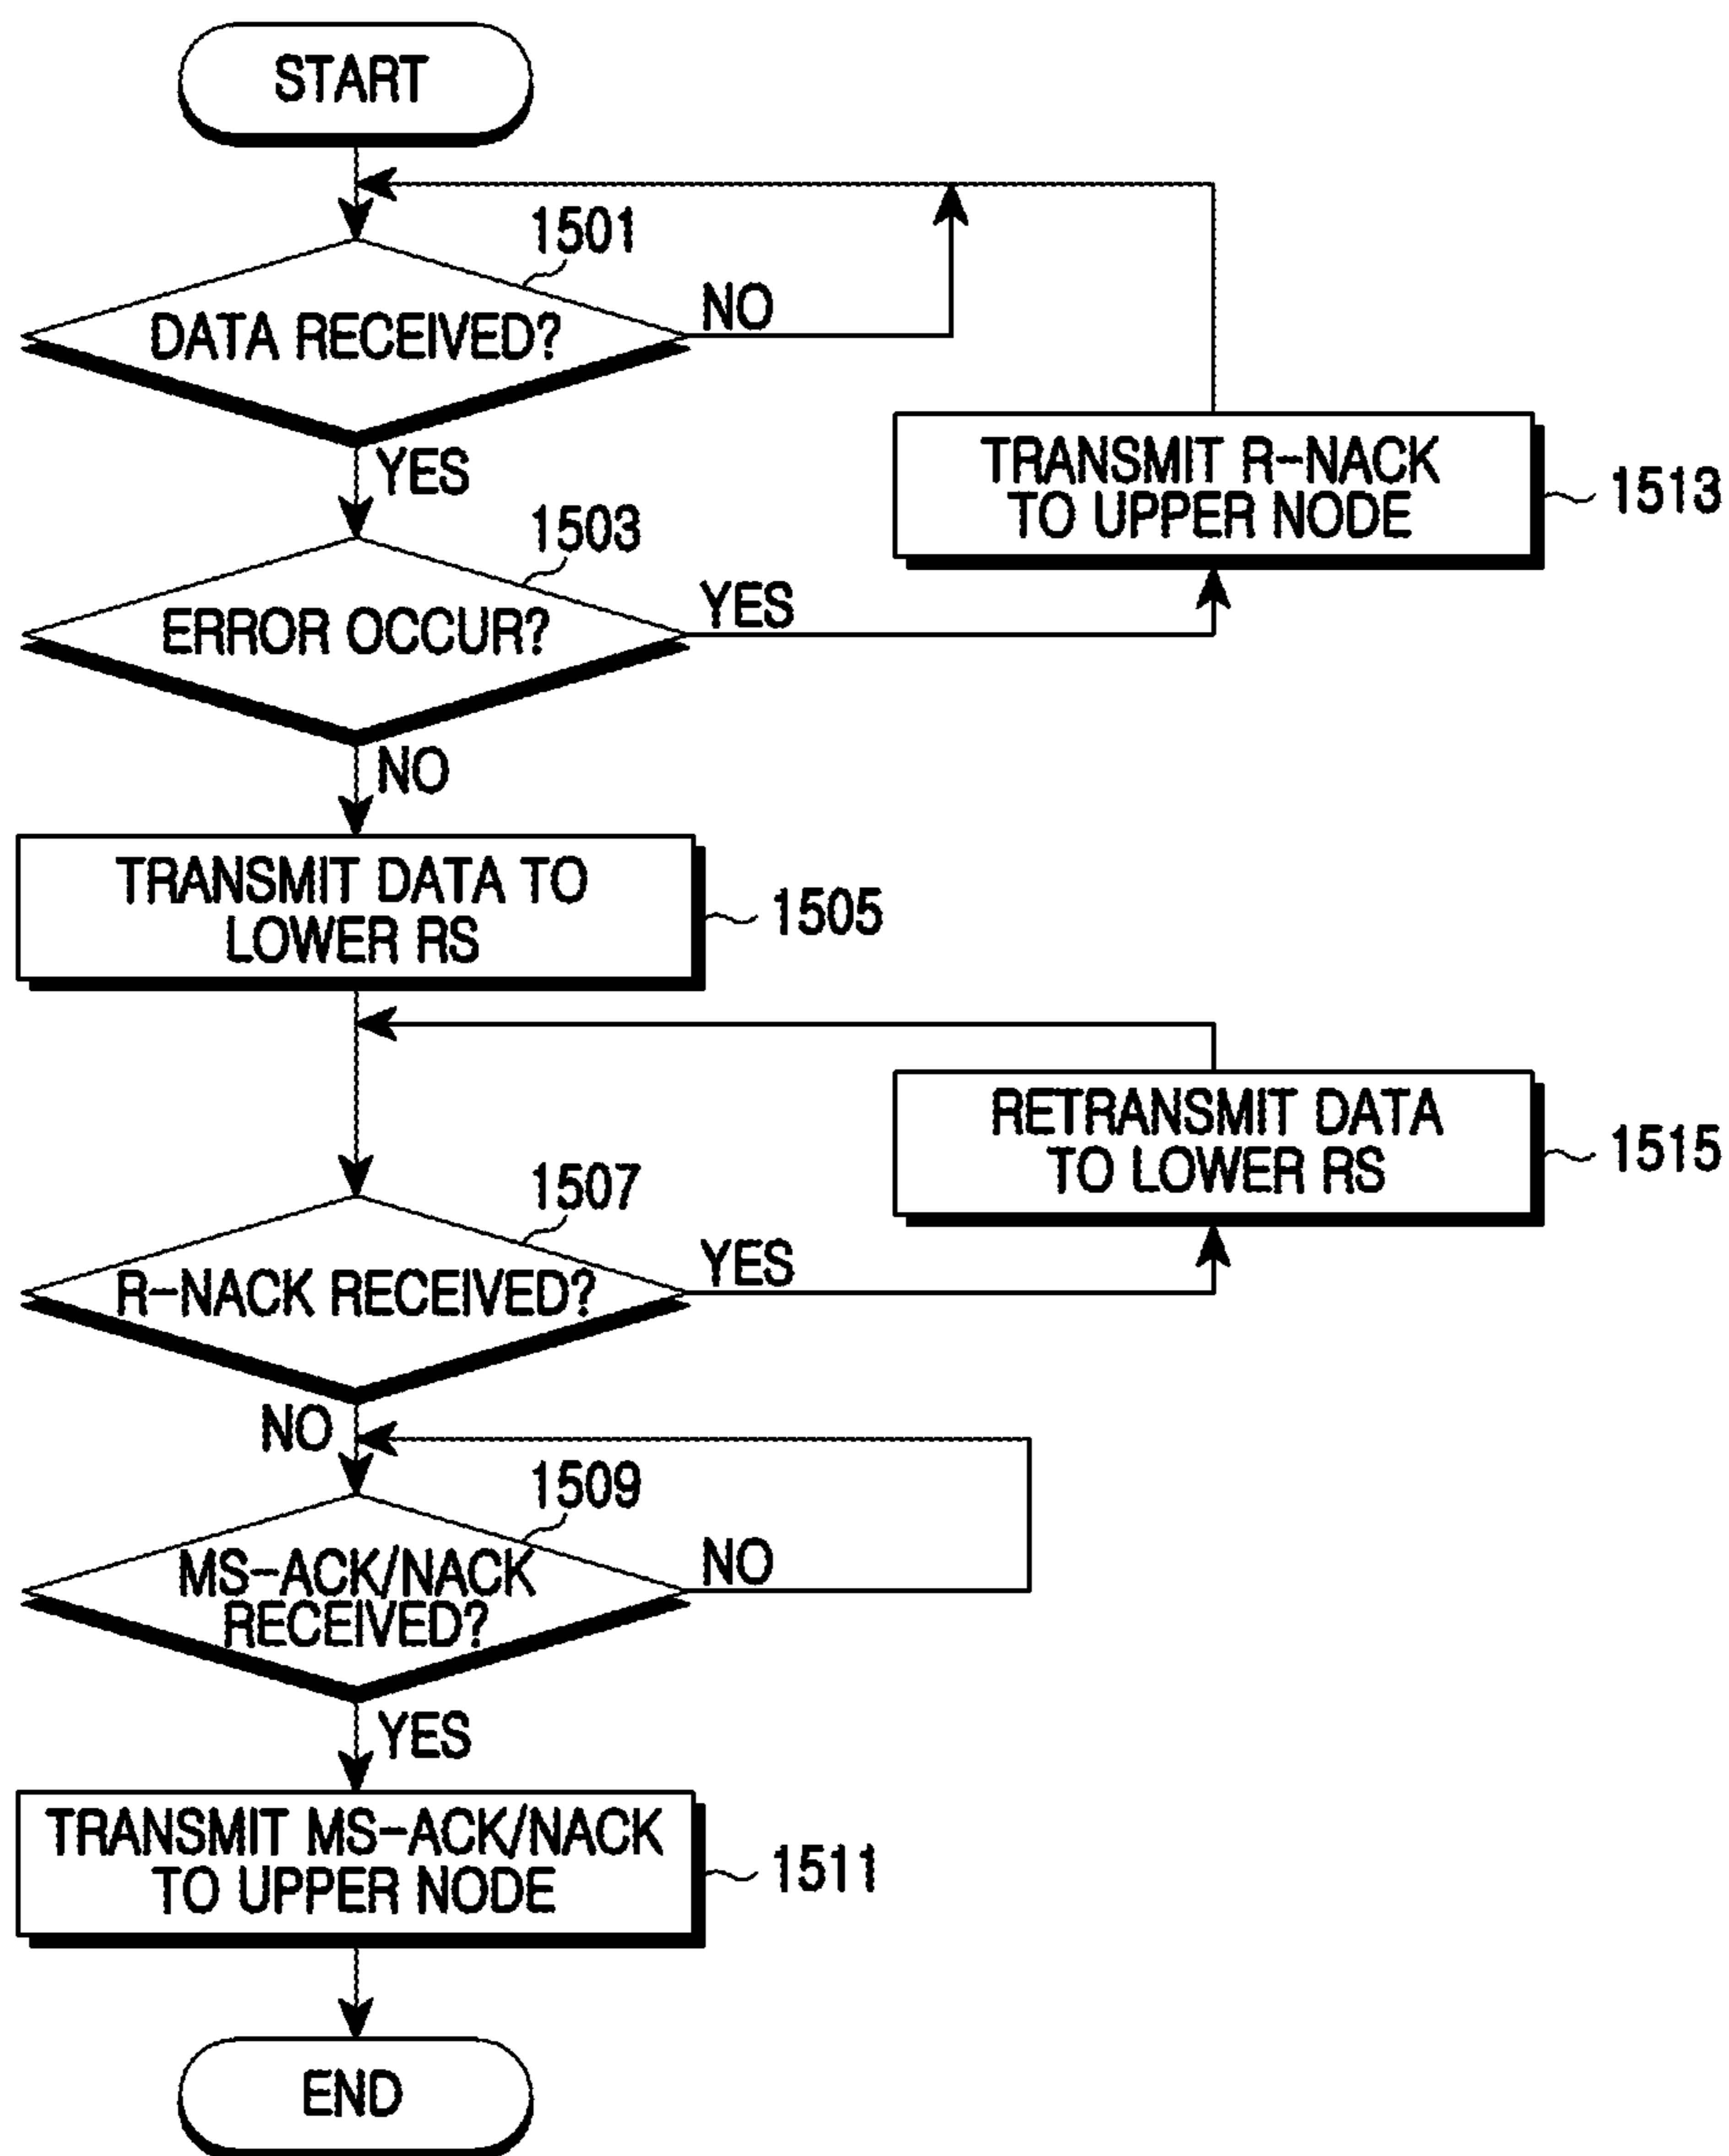 START
1501
DATA RECEIVED?
NO
YES
TRANSMIT R-NACK
TO UPPER NODE
1513
1503
ERROR OCCUR?
YES
NO
TRANSMIT DATA TO
LOWER RS
1505
RETRANSMIT DATA
TO LOWER RS
1515
1507
R-NACK RECEIVED?
YES
NO
1509
MS-ACK/NACK
RECEIVED?
NO
YES
TRANSMIT MS-ACK/NACK
TO UPPER NODE
1511
END